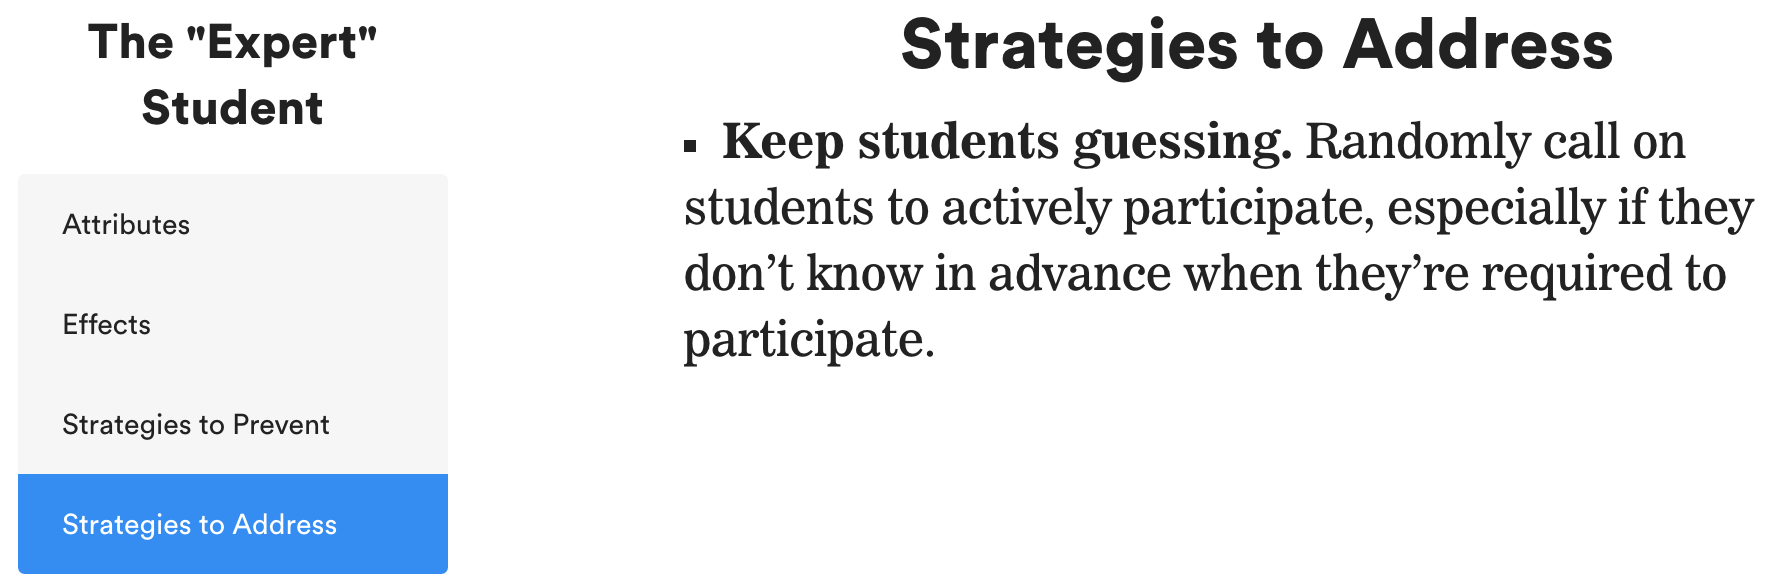 The "Expert"
Student
Attributes
Effects
Strategies to Prevent
Strategies to Address
Strategies to Address
▪ Keep students guessing. Randomly call on
students to actively participate, especially if they
don’t know in advance when they’re required to
participate.